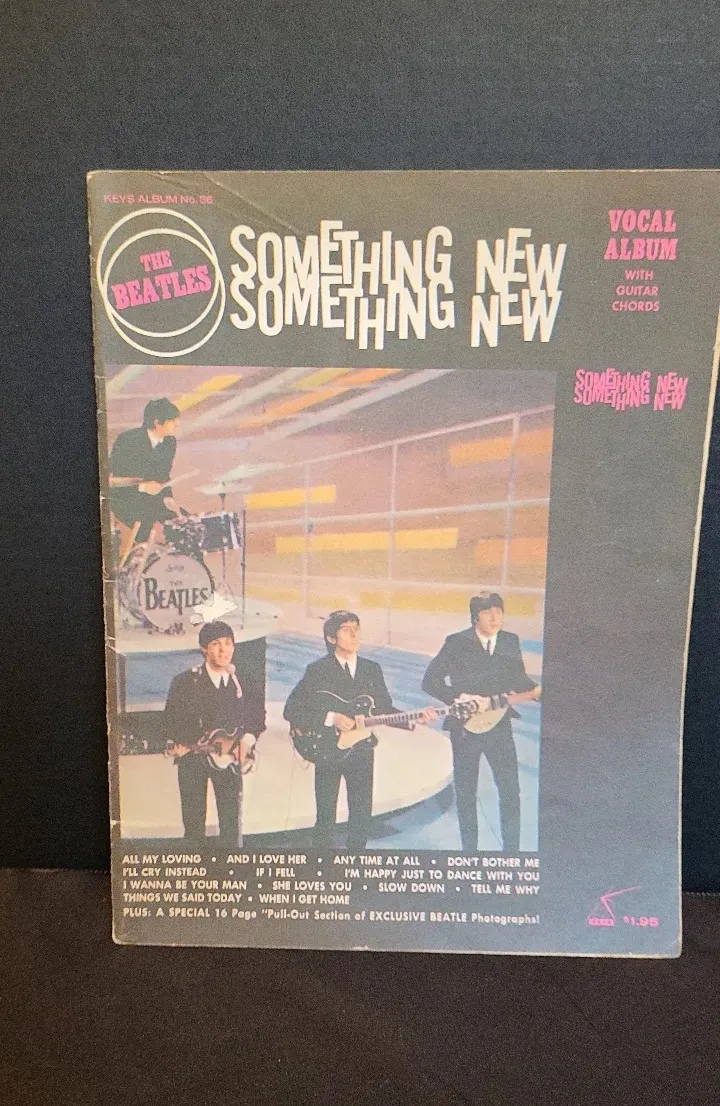 KEYS ALBUM No. 36
THE
BEATLES
SOMETHING NEW
SOMETHING NEW
VOCAL
ALBUM
WITH
GUITAR
CHORDS
SOMETHING NEW
SOMETHING NEW
THE
BEATLES
ALL MY LOVING • AND I LOVE HER • ANY TIME AT ALL • DON'T BOTHER ME
I'LL CRY INSTEAD • IF I FELL • I'M HAPPY JUST TO DANCE WITH YOU
I WANNA BE YOUR MAN • SHE LOVES YOU • SLOW DOWN • TELL ME WHY
THINGS WE SAID TODAY • WHEN I GET HOME
PLUS: A SPECIAL 16 Page "Pull-Out Section of EXCLUSIVE BEATLE Photographs!
$1.95